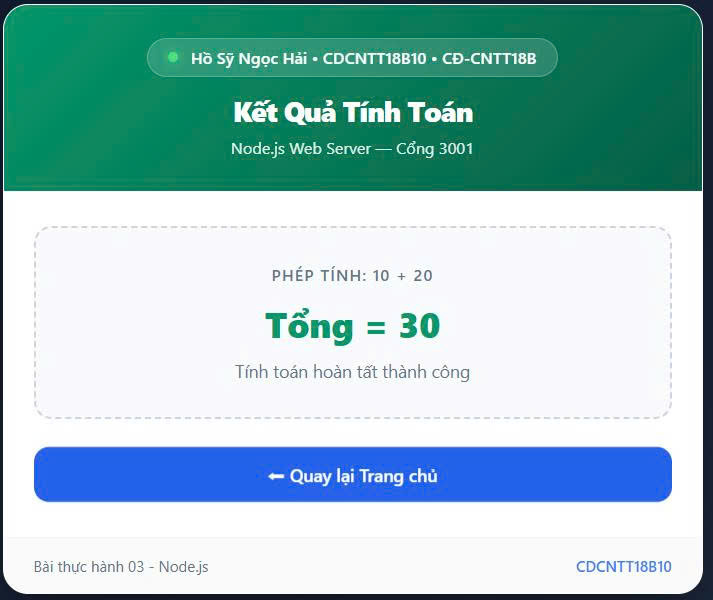 Hồ Sỹ Ngọc Hải • CDCNTT18B10 • CĐ-CNTT18B
Kết Quả Tính Toán
Node.js Web Server — Cổng 3001
PHÉP TÍNH: 10 + 20
Tổng = 30
Tính toán hoàn tất thành công
⬅ Quay lại Trang chủ
Bài thực hành 03 - Node.js
CDCNTT18B10